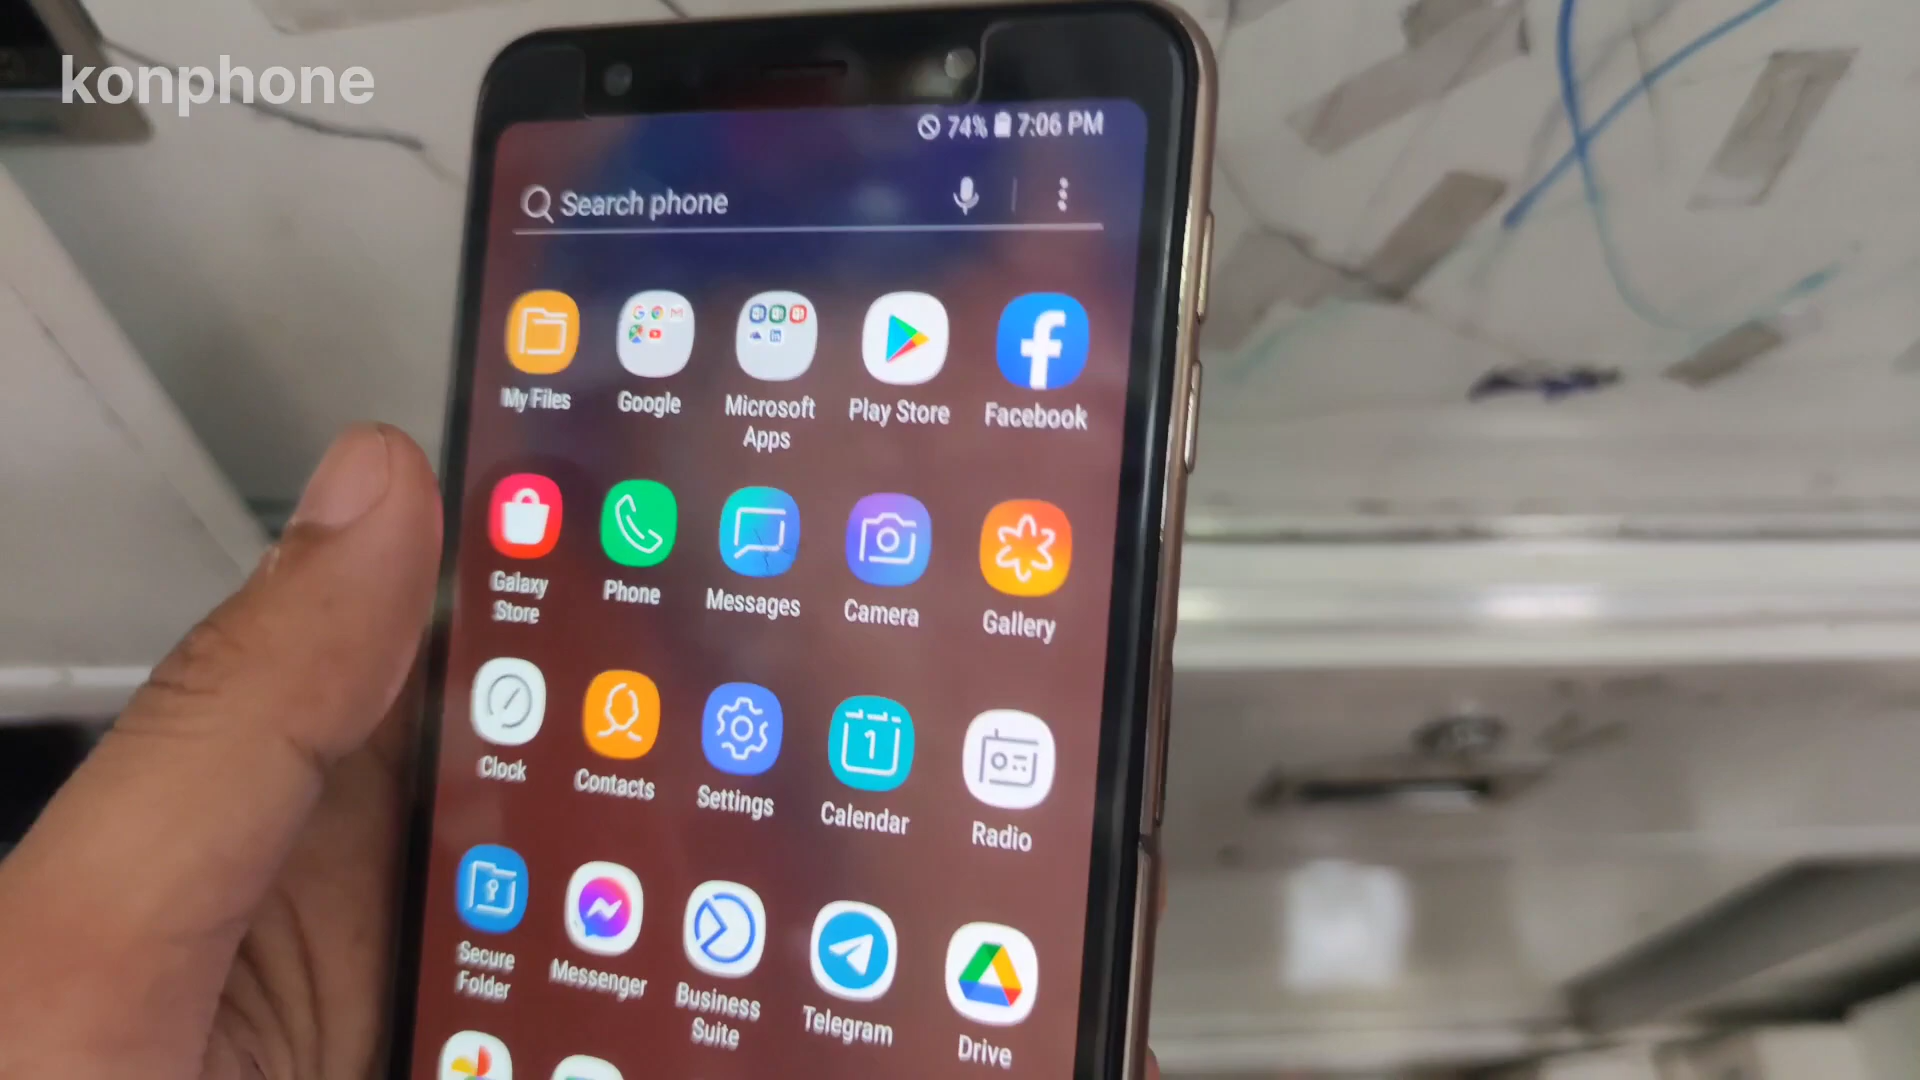 konphone
74% 7:06 PM
Search phone
My Files
Google
Microsoft
Apps
Play Store
Facebook
Galaxy
Store
Phone
Messages
Camera
Gallery
Clock
Contacts
Settings
1
Calendar
Radio
Secure
Folder
Messenger
Business
Suite
Telegram
Drive